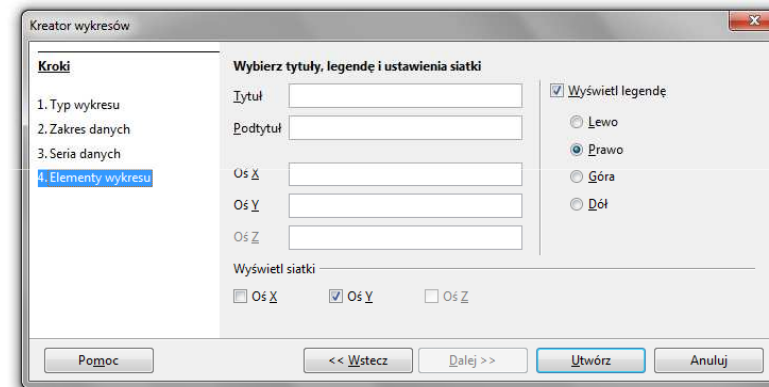 Kreator wykresów
Kroki
1. Typ wykresu
2. Zakres danych
3. Seria danych
4. Elementy wykresu
Wybierz tytuły, legendę i ustawienia siatki
Tytuł
Podtytuł
Oś X
Oś Y
Oś Z
Wyświetl legendę
Lewo
Prawo
Góra
Dół
Wyświetl siatki
Oś X Oś Y Oś Z
Pomoc << Wstecz Dalej >> Utwórz Anuluj